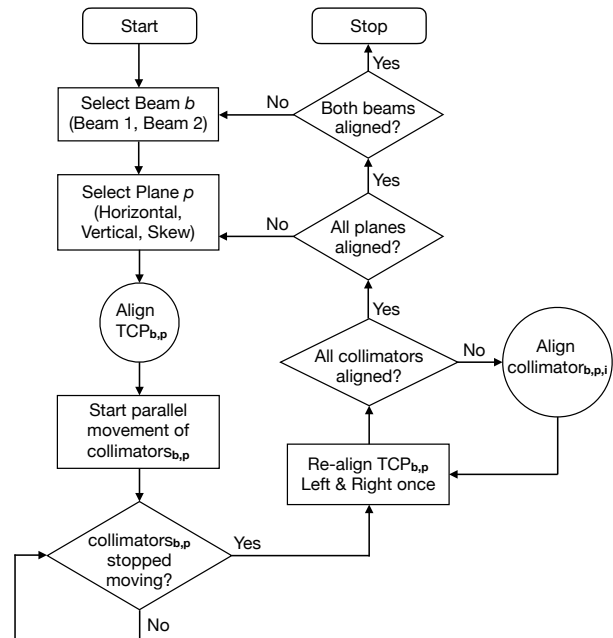 Start
Stop
Yes
Select Beam b
(Beam 1, Beam 2)
No
Both beams
aligned?
Yes
Select Plane p
(Horizontal,
Vertical, Skew)
No
All planes
aligned?
Yes
Align
TCPb,p
All collimators
aligned?
No
Align
collimatorb,p,i
Start parallel
movement of
collimatorsb,p
Re-align TCPb,p
Left & Right once
collimatorsb,p
stopped
moving?
Yes
No